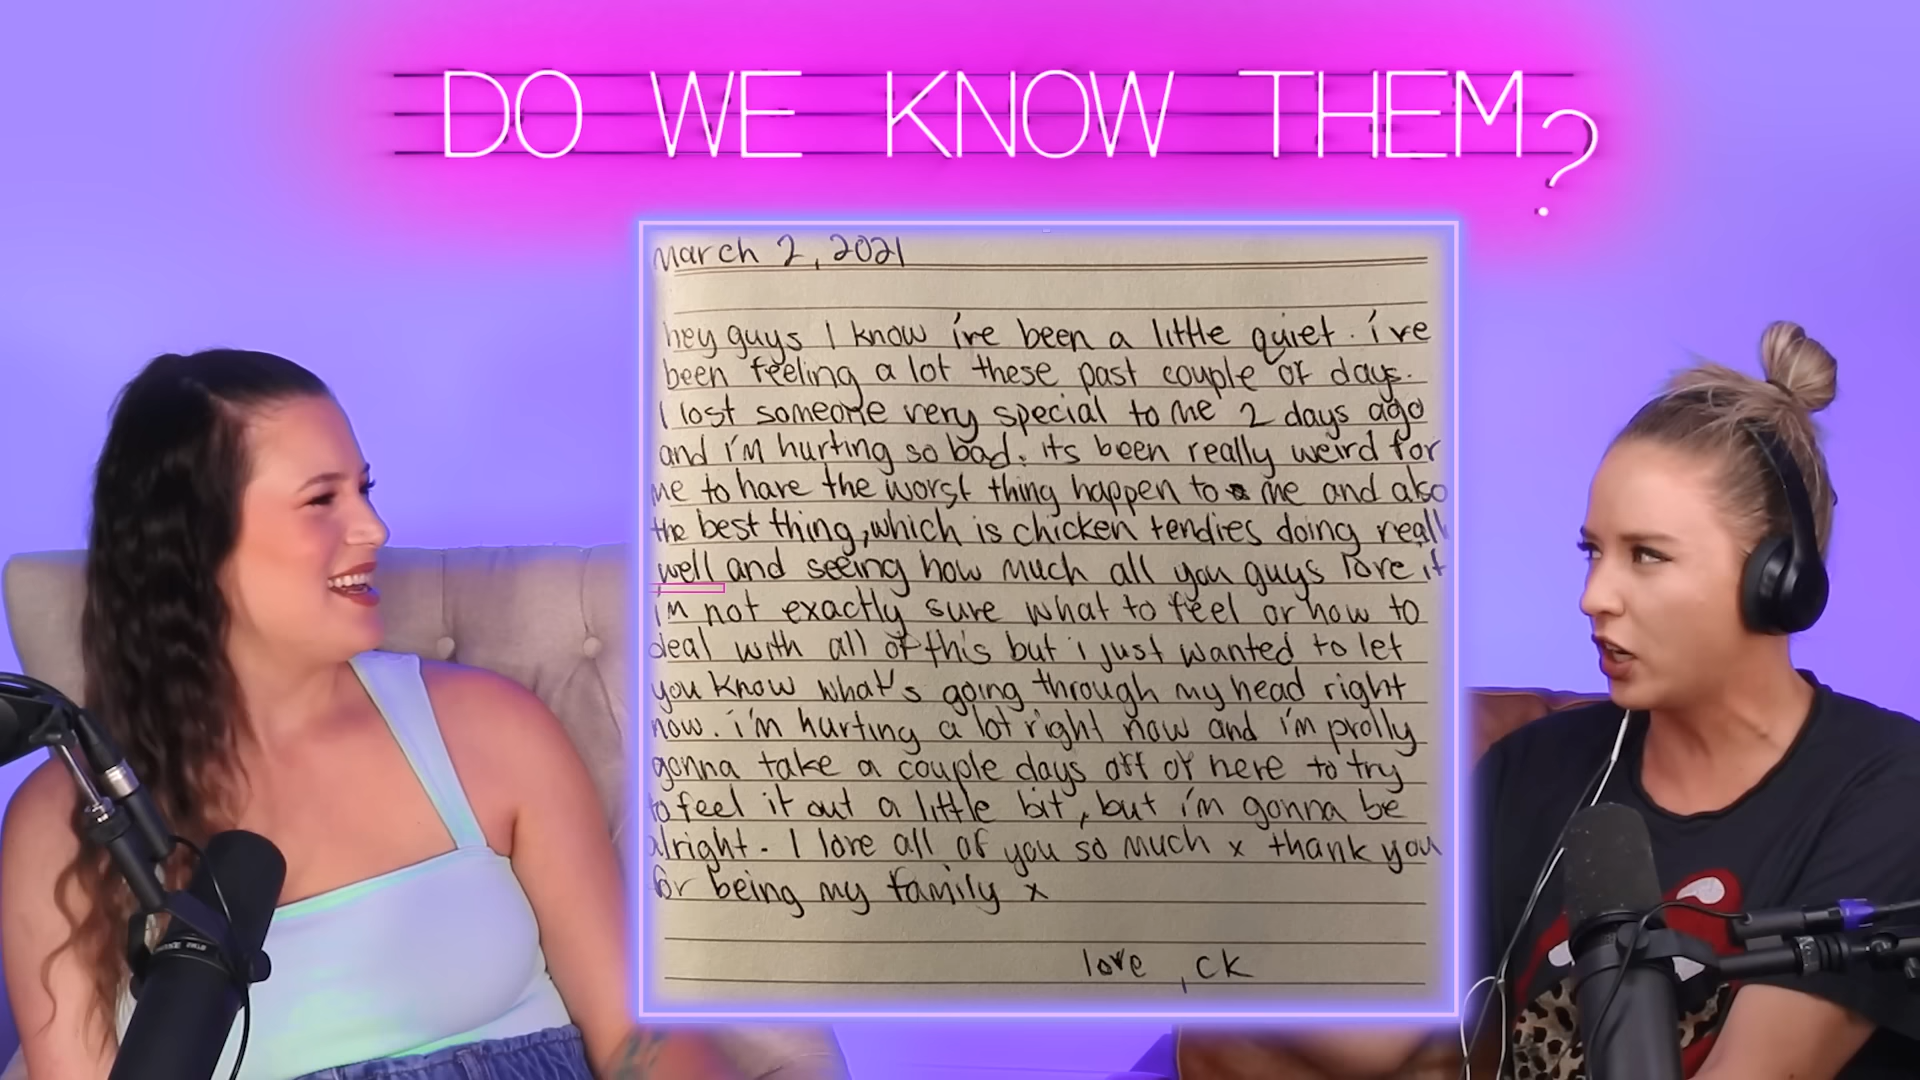 DO WE KNOW THEM?
March 2, 2021
hey guys I know i've been a little quiet. i've
been feeling a lot these past couple of days.
I lost someone very special to me 2 days ago
and i'm hurting so bad. its been really weird for
me to have the worst thing happen to me and also
the best thing, which is chicken tendies doing reall
well and seeing how much all you guys love it
i'm not exactly sure what to feel or how to
deal with all of this but i just wanted to let
you know what's going through my head right
now. i'm hurting a lot right now and i'm prolly
gonna take a couple days off of here to try
to feel it out a little bit, but i'm gonna be
alright. I love all of you so much x thank you
for being my family x
love, ck